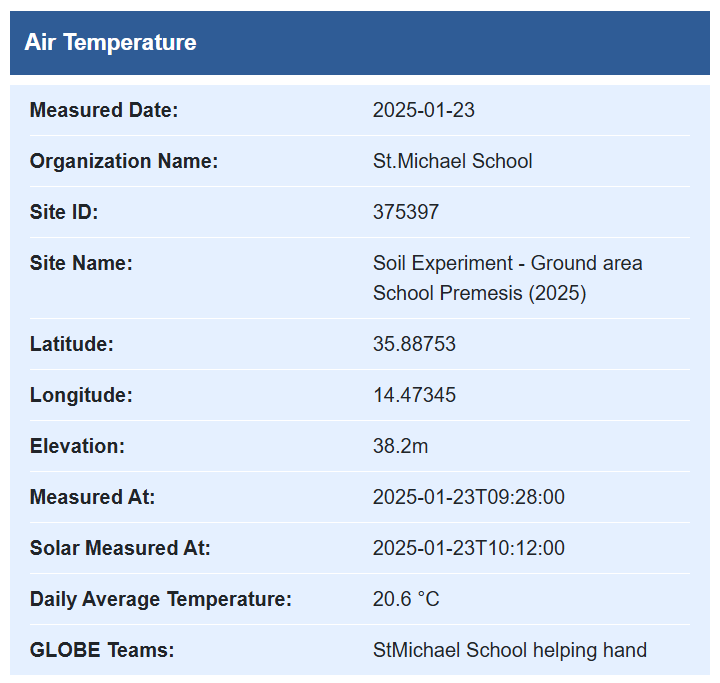 Air Temperature
Measured Date: 2025-01-23
Organization Name: St.Michael School
Site ID: 375397
Site Name: Soil Experiment - Ground area
School Premesis (2025)
Latitude: 35.88753
Longitude: 14.47345
Elevation: 38.2m
Measured At: 2025-01-23T09:28:00
Solar Measured At: 2025-01-23T10:12:00
Daily Average Temperature: 20.6 °C
GLOBE Teams: StMichael School helping hand